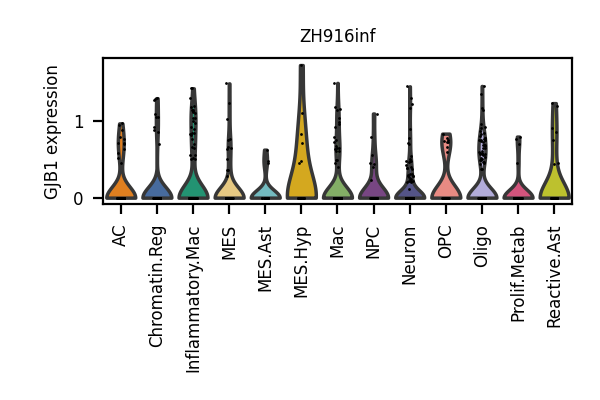 ZH916inf
GJB1 expression
1
0
AC
Chromatin.Reg
Inflammatory.Mac
MES
MES.Ast
MES.Hyp
Mac
NPC
Neuron
OPC
Oligo
Prolif.Metab
Reactive.Ast